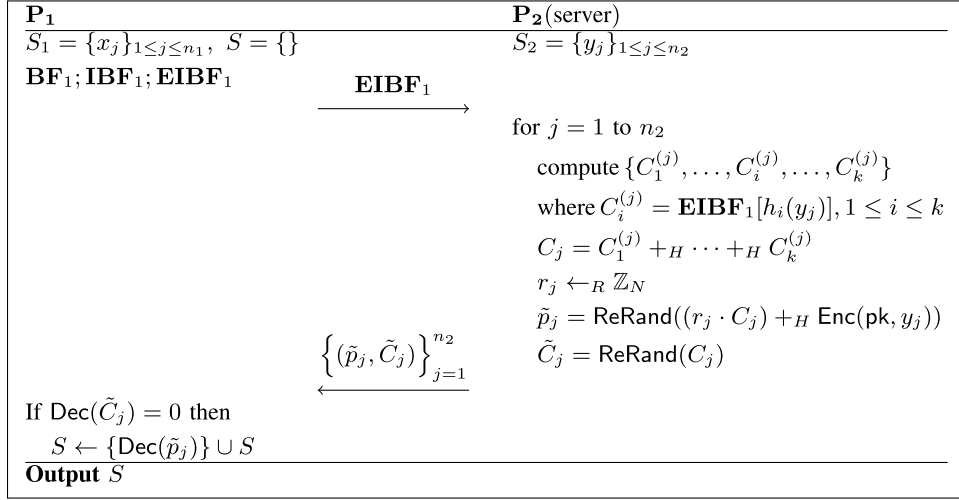 P₁ P₂(server)
S₁ = {x_j}_{1≤j≤n₁}, S = {} S₂ = {y_j}_{1≤j≤n₂}
BF₁; IBF₁; EIBF₁
EIBF₁
for j = 1 to n₂
compute {C₁^{(j)}, …, C_i^{(j)}, …, C_k^{(j)}}
where C_i^{(j)} = EIBF₁[h_i(y_j)], 1 ≤ i ≤ k
C_j = C₁^{(j)} +_H ⋯ +_H C_k^{(j)}
r_j ←_R ℤ_N
p̃_j = ReRand((r_j · C_j) +_H Enc(pk, y_j))
{(p̃_j, C̃_j)}_{j=1}^{n₂} C̃_j = ReRand(C_j)
If Dec(C̃_j) = 0 then
S ← {Dec(p̃_j)} ∪ S
Output S